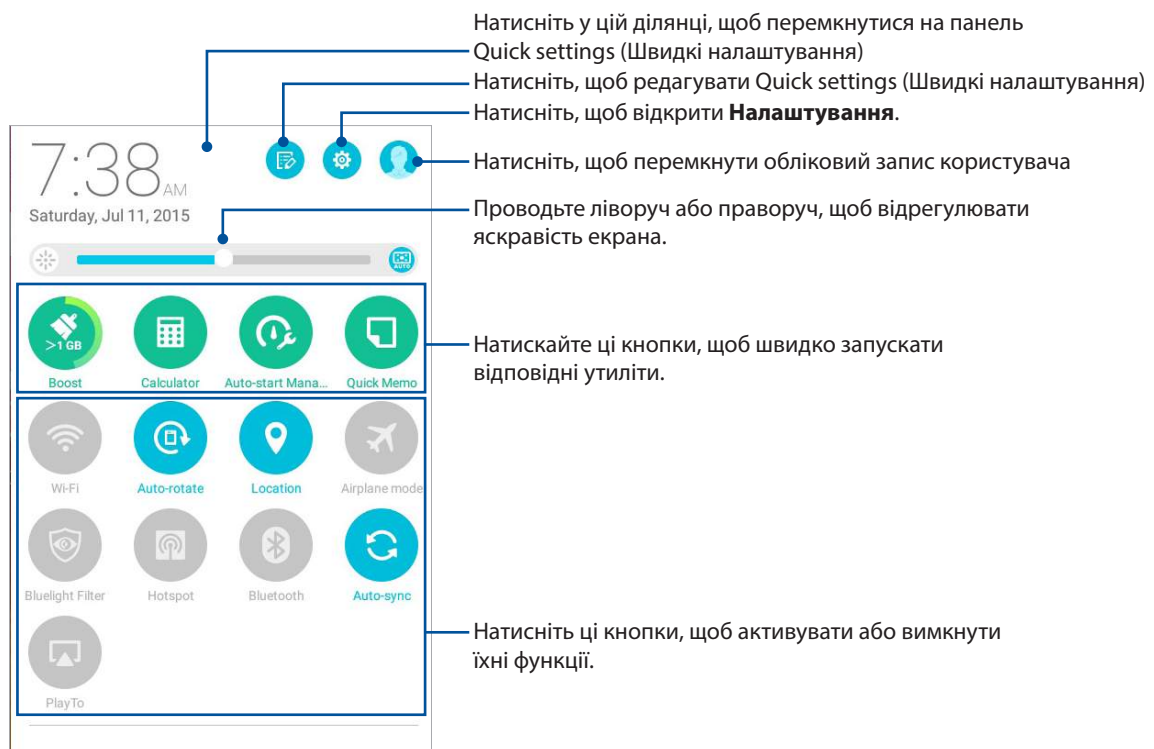 Натисніть у цій ділянці, щоб перемкнутися на панель
Quick settings (Швидкі налаштування)
Натисніть, щоб редагувати Quick settings (Швидкі налаштування)
Натисніть, щоб відкрити Налаштування.
Натисніть, щоб перемкнути обліковий запис користувача
Проводьте ліворуч або праворуч, щоб відрегулювати
яскравість екрана.
7:38 AM
Saturday, Jul 11, 2015
AUTO
>1 GB
Boost Calculator Auto-start Mana... Quick Memo
Натискайте ці кнопки, щоб швидко запускати
відповідні утиліти.
Wi-Fi Auto-rotate Location Airplane mode
Bluelight Filter Hotspot Bluetooth Auto-sync
PlayTo
Натисніть ці кнопки, щоб активувати або вимкнути
їхні функції.